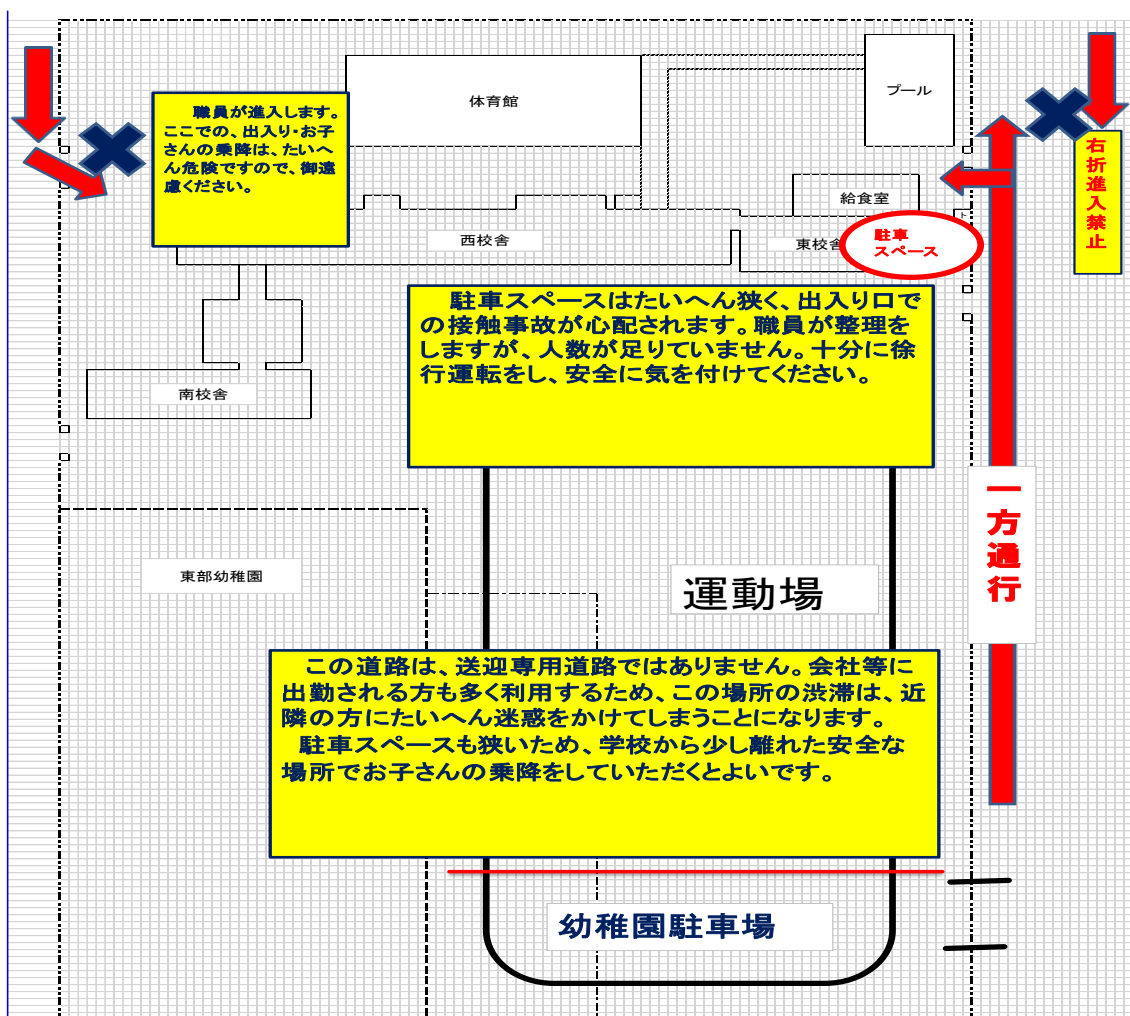 体育館
プール
職員が進入します。
ここでの、出入り・お子
さんの乗降は、たいへ
ん危険ですので、御遠
慮ください。
右折進入禁止
給食室
西校舎
東校舎
駐車
スペース
ト
駐車スペースはたいへん狭く、出入り口で
の接触事故が心配されます。職員が整理を
しますが、人数が足りていません。十分に徐
行運転をし、安全に気を付けてください。
南校舎
一方通行
東部幼稚園
運動場
この道路は、送迎専用道路ではありません。会社等に
出勤される方も多く利用するため、この場所の渋滞は、近
隣の方にたいへん迷惑をかけてしまうことになります。
駐車スペースも狭いため、学校から少し離れた安全な
場所でお子さんの乗降をしていただくとよいです。
幼稚園駐車場